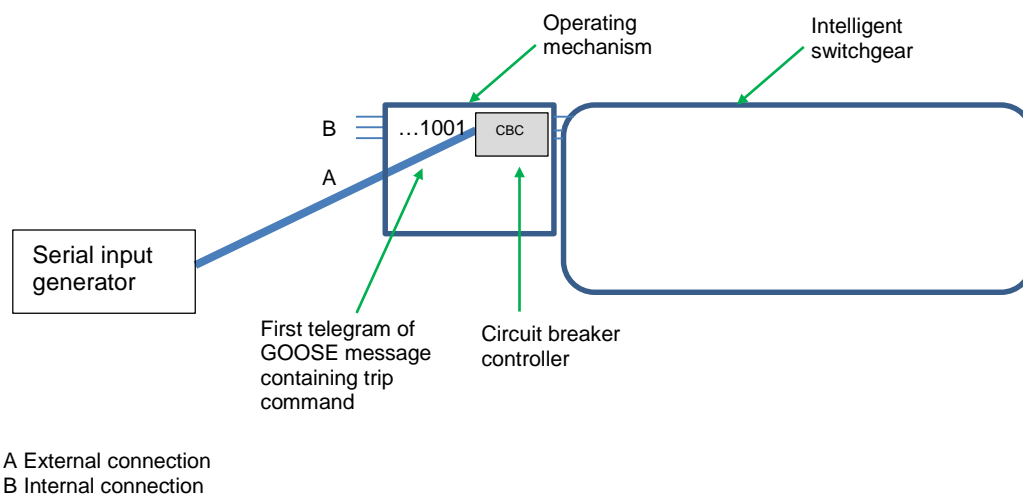 Operating
mechanism
Intelligent
switchgear
B
…1001
CBC
A
Serial input
generator
First telegram of
GOOSE message
containing trip
command
Circuit breaker
controller
A External connection
B Internal connection